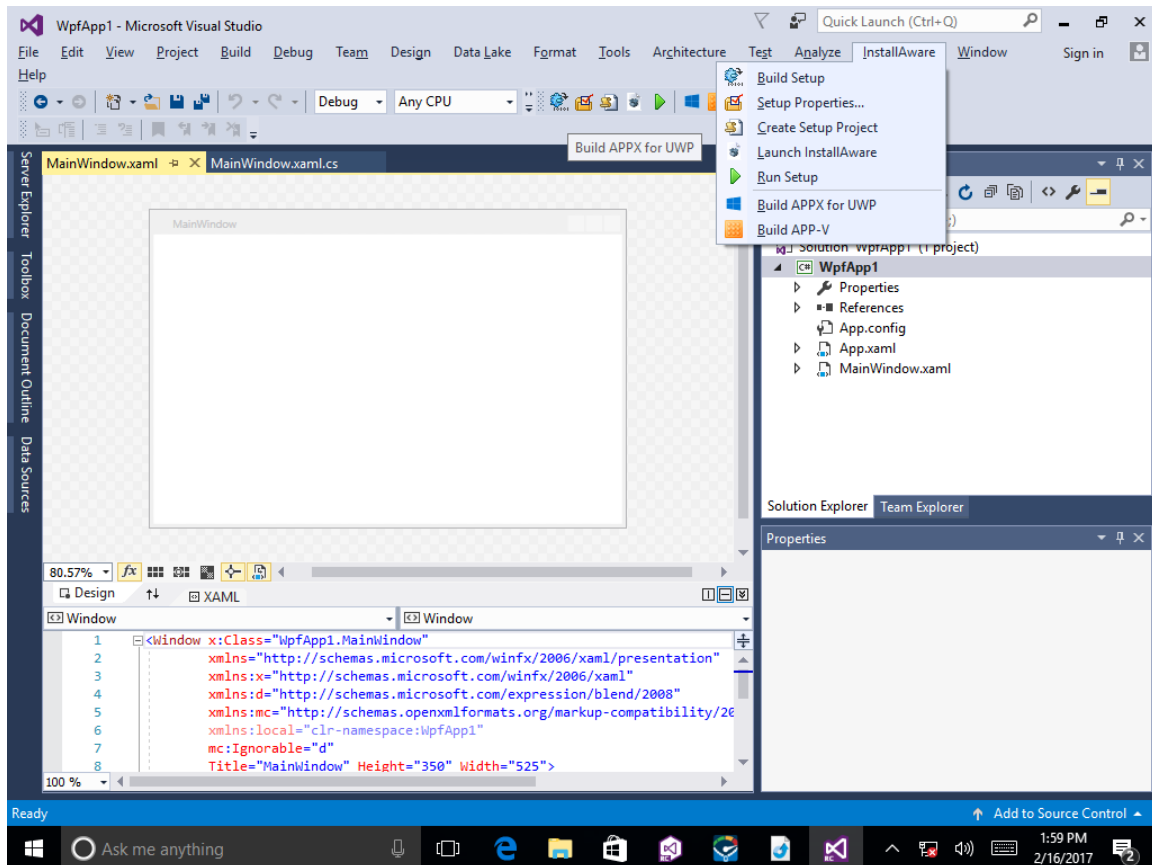 WpfApp1 - Microsoft Visual Studio
Quick Launch (Ctrl+Q)
File Edit View Project Build Debug Team Design Data Lake Format Tools Architecture Test Analyze InstallAware Window Sign in
Help
Debug Any CPU
Build Setup
Setup Properties...
Create Setup Project
Launch InstallAware
Run Setup
Build APPX for UWP
Build APP-V
Build APPX for UWP
Server Explorer
Toolbox
Document Outline
Data Sources
MainWindow.xaml MainWindow.xaml.cs
MainWindow
;)
Solution 'WpfApp1' (1 project)
C# WpfApp1
Properties
References
App.config
App.xaml
MainWindow.xaml
Solution Explorer Team Explorer
Properties
80.57% fx
Design XAML
Window Window
1 <Window x:Class="WpfApp1.MainWindow"
2 xmlns="http://schemas.microsoft.com/winfx/2006/xaml/presentation"
3 xmlns:x="http://schemas.microsoft.com/winfx/2006/xaml"
4 xmlns:d="http://schemas.microsoft.com/expression/blend/2008"
5 xmlns:mc="http://schemas.openxmlformats.org/markup-compatibility/20
6 xmlns:local="clr-namespace:WpfApp1"
7 mc:Ignorable="d"
8 Title="MainWindow" Height="350" Width="525">
100 %
Ready
Add to Source Control
Ask me anything
RC
RC
1:59 PM
2/16/2017
2